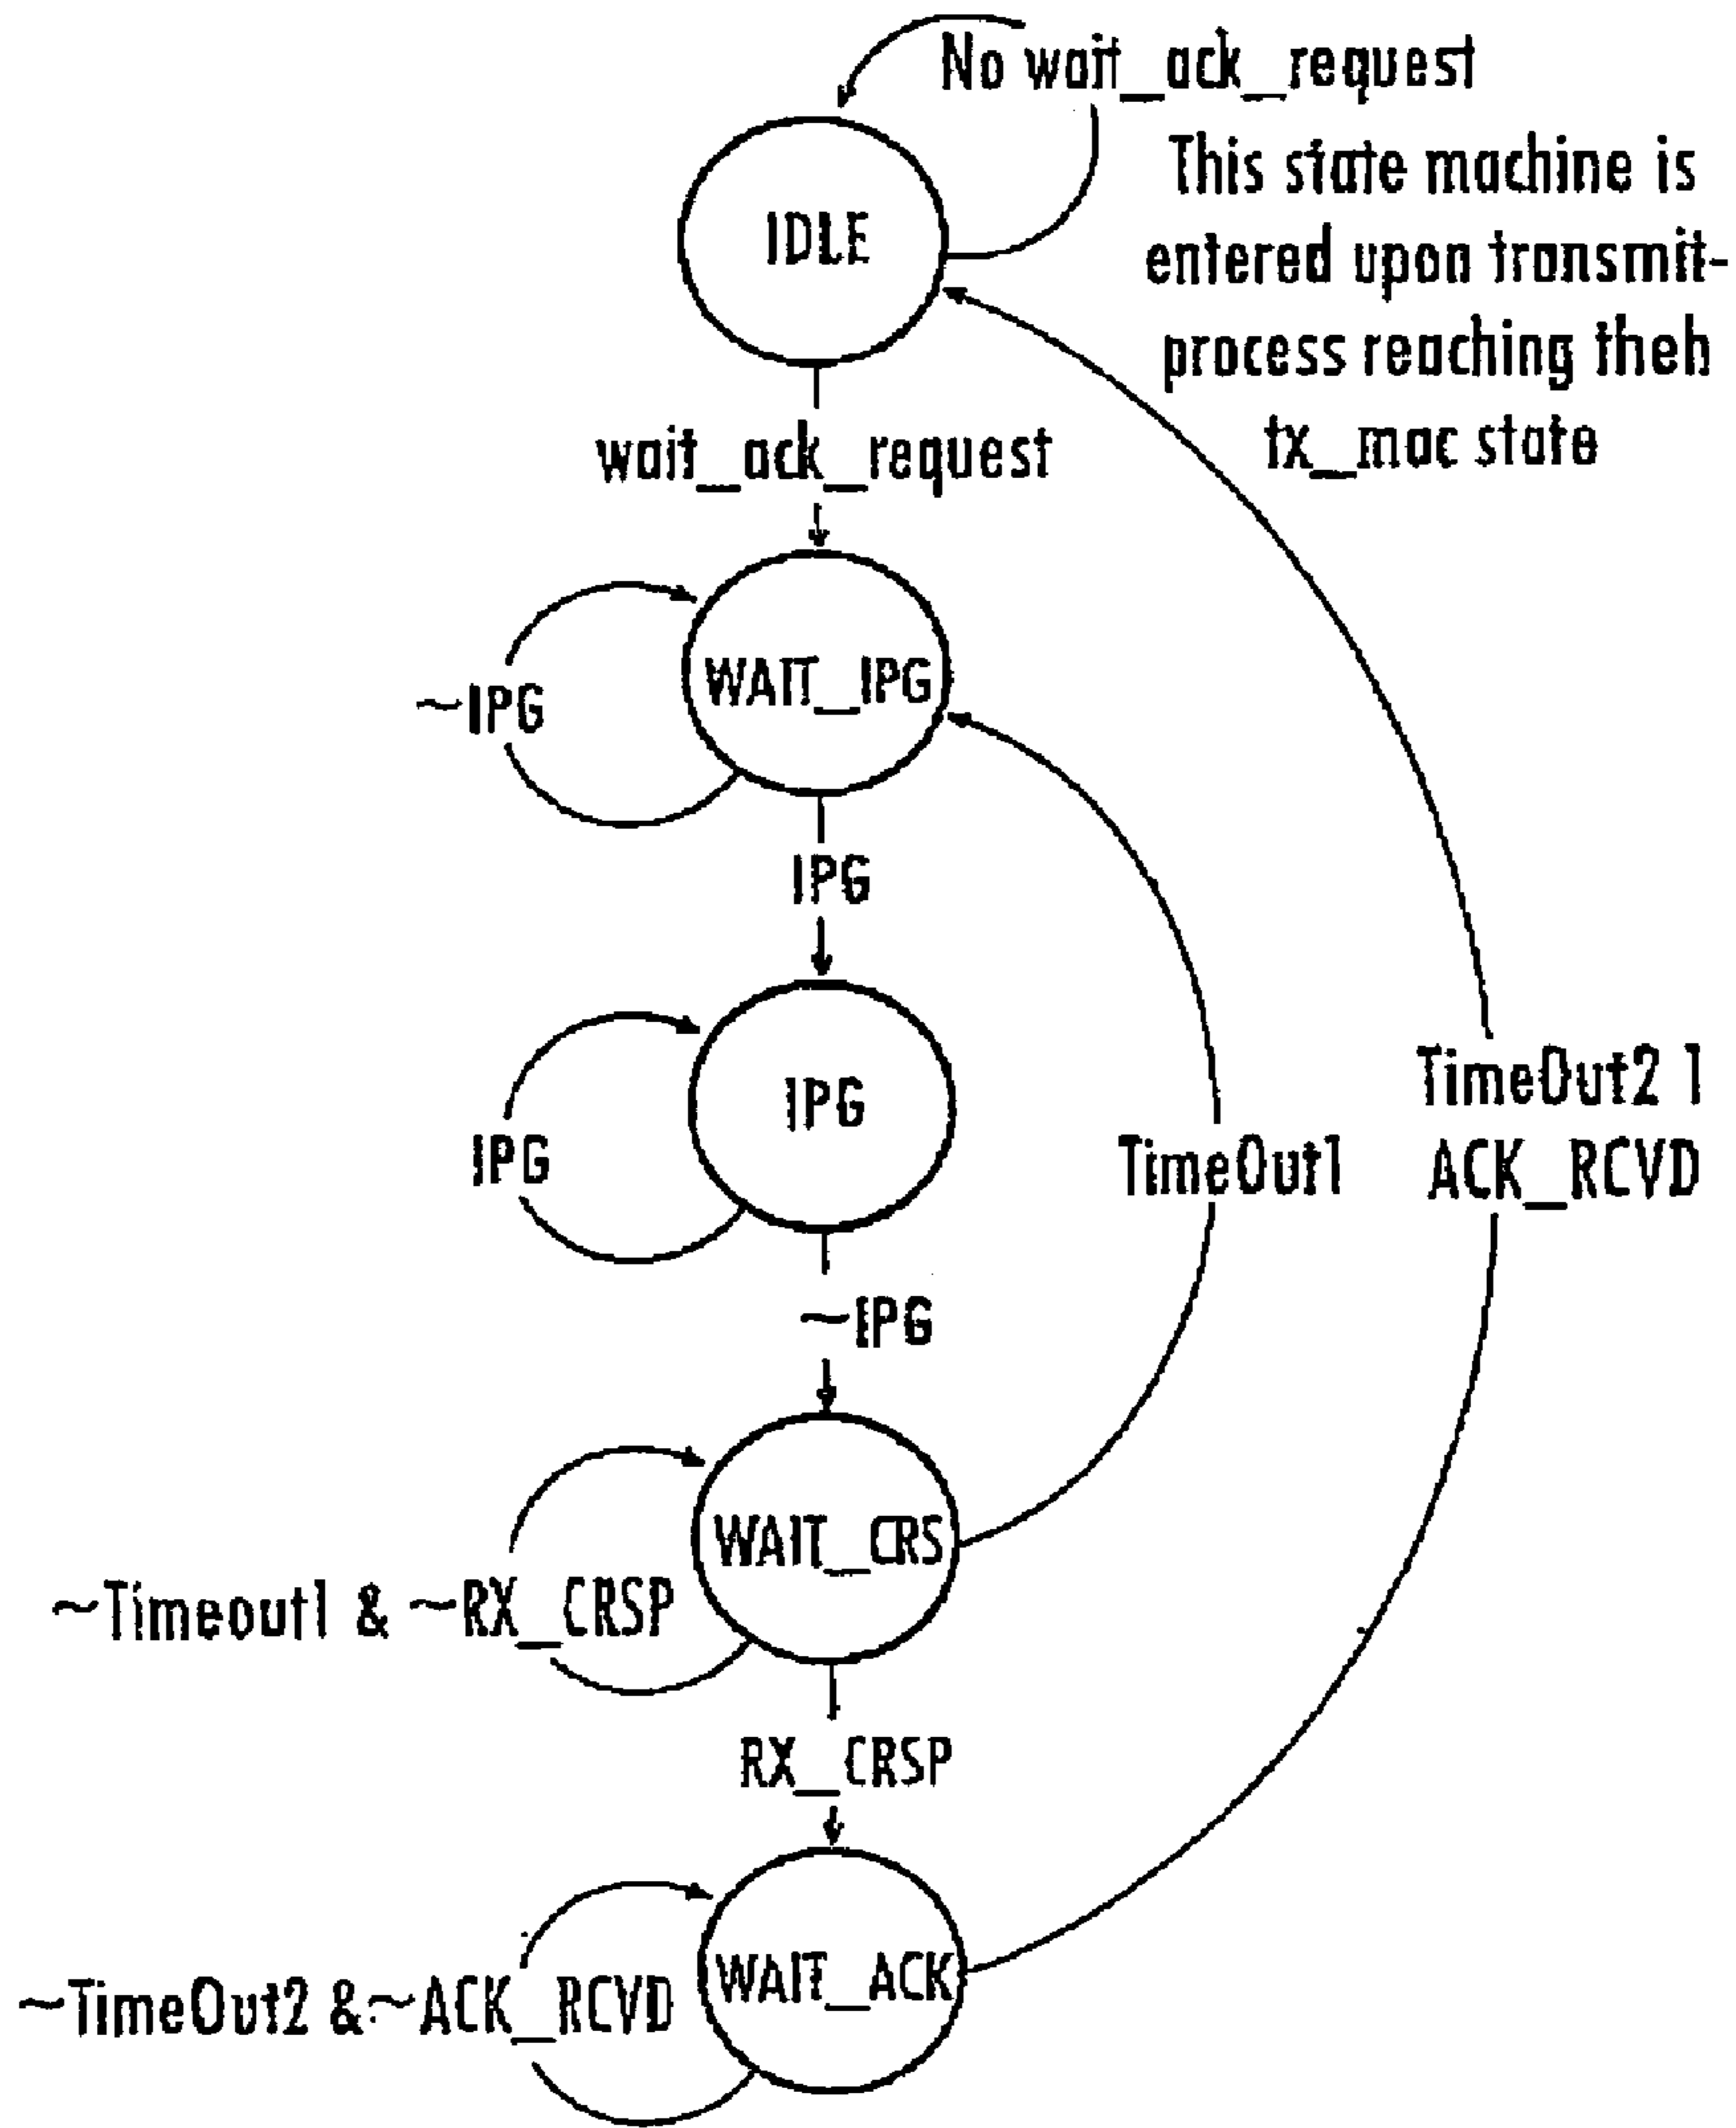 No wait_ack_request
This state machine is
entered upon transmit-
process reaching theh
tx_mac state
IDLE
wait_ack_request
WAIT_IPG
~IPG
IPG
IPG
IPG
~IPG
TimeOut1
TimeOut2 1
ACK_RCVD
WAIT_CRS
~Timeout1 & ~RX_CRSP
RX_CRSP
WAIT_ACK
~TimeOut2 & ~ACK_RCVD